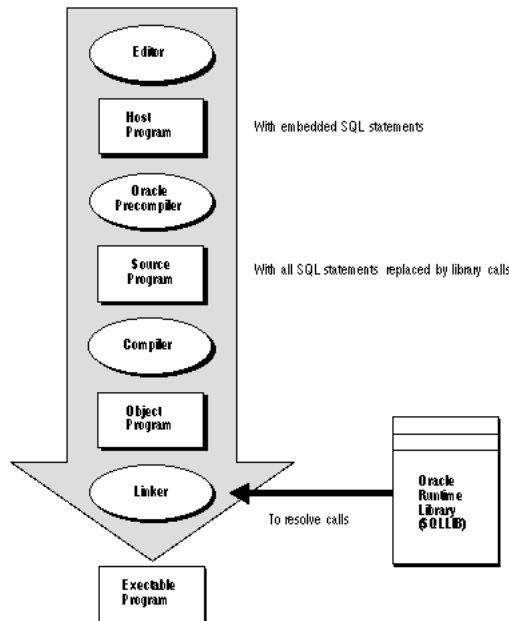 Editor
Host
Program
With embedded SQL statements
Oracle
Precompiler
Source
Program
With all SQL statements replaced by library calls
Compiler
Object
Program
Linker
To resolve calls
Oracle
Runtime
Library
(SQLLIB)
Exectable
Program